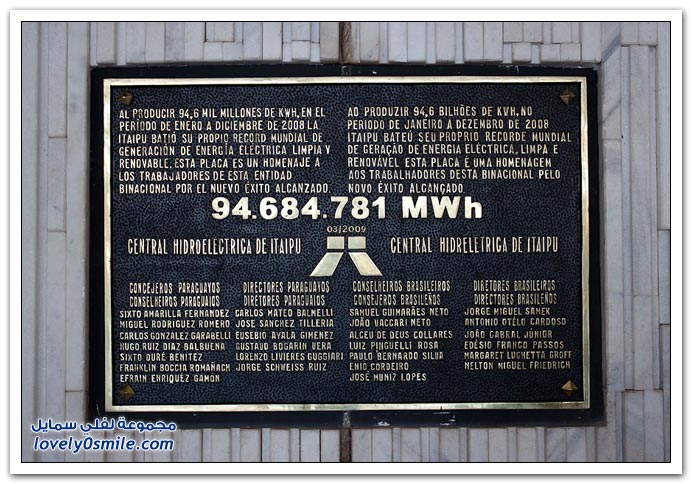 AL PRODUCIR 94,6 MIL MILLONES DE KWH, EN EL
PERÍODO DE ENERO A DICIEMBRE DE 2008 LA
ITAIPU BATIÓ SU PROPIO RECORD MUNDIAL DE
GENERACIÓN DE ENERGÍA ELÉCTRICA LIMPIA Y
RENOVABLE. ESTA PLACA ES UN HOMENAJE A
LOS TRABAJADORES DE ESTA ENTIDAD
BINACIONAL POR EL NUEVO ÉXITO ALCANZADO.
AO PRODUZIR 94,6 BILHÕES DE KWH, NO
PERÍODO DE JANEIRO A DEZEMBRO DE 2008
ITAIPU BATEU SEU PRÓPRIO RECORDE MUNDIAL
DE GERAÇÃO DE ENERGIA ELÉCTRICA, LIMPA E
RENOVÁVEL ESTA PLACA É UMA HOMENAGEM
AOS TRABALHADORES DESTA BINACIONAL PELO
NOVO ÉXITO ALCANÇADO.
94.684.781 MWh
03/2009
CENTRAL HIDROELÉCTRICA DE ITAIPU
CENTRAL HIDRELÉTRICA DE ITAIPU
CONCEJEROS PARAGUAYOS
CONSELHEIROS PARAGUAIOS
SIXTO AMARILLA FERNANDEZ
MIGUEL RODRIGUEZ ROMERO
CARLOS GONZALEZ GARABELLI
HUGO RUIZ DIAZ BALBUENA
SIXTO DURÉ BENITEZ
FRANKLIN BOCCIA ROMAÑACH
EFRAIN ENRIQUEZ GAMON
DIRECTORES PARAGUAYOS
DIRETORES PARAGUAIOS
CARLOS MATEO BALMELLI
JOSE SANCHEZ TILLERIA
EUSEBIO AYALA GIMENEZ
GUSTAVO BOGARIN VERA
LORENZO LIVIERES GUGGIARI
JORGE SCHWEISS RUIZ
CONSELHEIROS BRASILEIROS
CONSEJEROS BRASILEÑOS
SAMUEL GUIMARÃES NETO
JOÃO VACCARI NETO
ALCEU DE DEUS COLLARES
LUIZ PINGUELLI ROSA
PAULO BERNARDO SILVA
ENIO CORDEIRO
JOSÉ MUNIZ LOPES
DIRETORES BRASILEIROS
DIRECTORES BRASILEÑOS
JORGE MIGUEL SAMEK
ANTONIO OTÉLO CARDOSO
JOÃO CABRAL JÚNIOR
EDÉSIO FRANCO PASSOS
MARGARET LUCHETTA GROFF
NELTON MIGUEL FRIEDRICH
مجموعة لفلي سمايل
lovely0smile.com